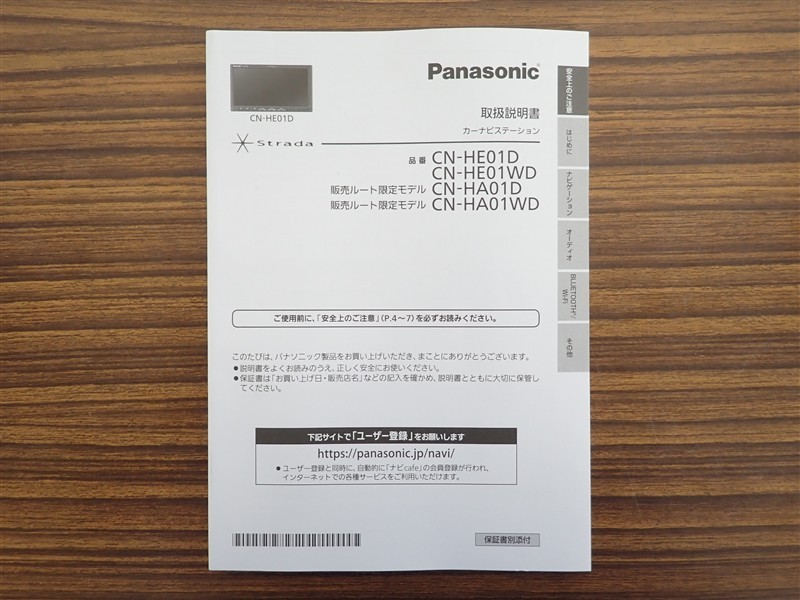 Panasonic
CN-HE01D
取扱説明書
カーナビステーション
Strada
品番 CN-HE01D
CN-HE01WD
販売ルート限定モデル CN-HA01D
販売ルート限定モデル CN-HA01WD
ご使用前に、「安全上のご注意」(P.4～7)を必ずお読みください。
このたびは、パナソニック製品をお買い上げいただき、まことにありがとうございます。
●説明書をよくお読みのうえ、正しく安全にお使いください。
●保証書は「お買い上げ日・販売店名」などの記入を確かめ、説明書とともに大切に保管し
てください。
下記サイトで「ユーザー登録」をお願いします
https://panasonic.jp/navi/
●ユーザー登録と同時に、自動的に「ナビcafe」の会員登録が行われ、
インターネットでの各種サービスをご利用いただけます。
保証書別添付
安全上のご注意
はじめに
ナビゲーション
オーディオ
BLUETOOTH®/
Wi-Fi
その他